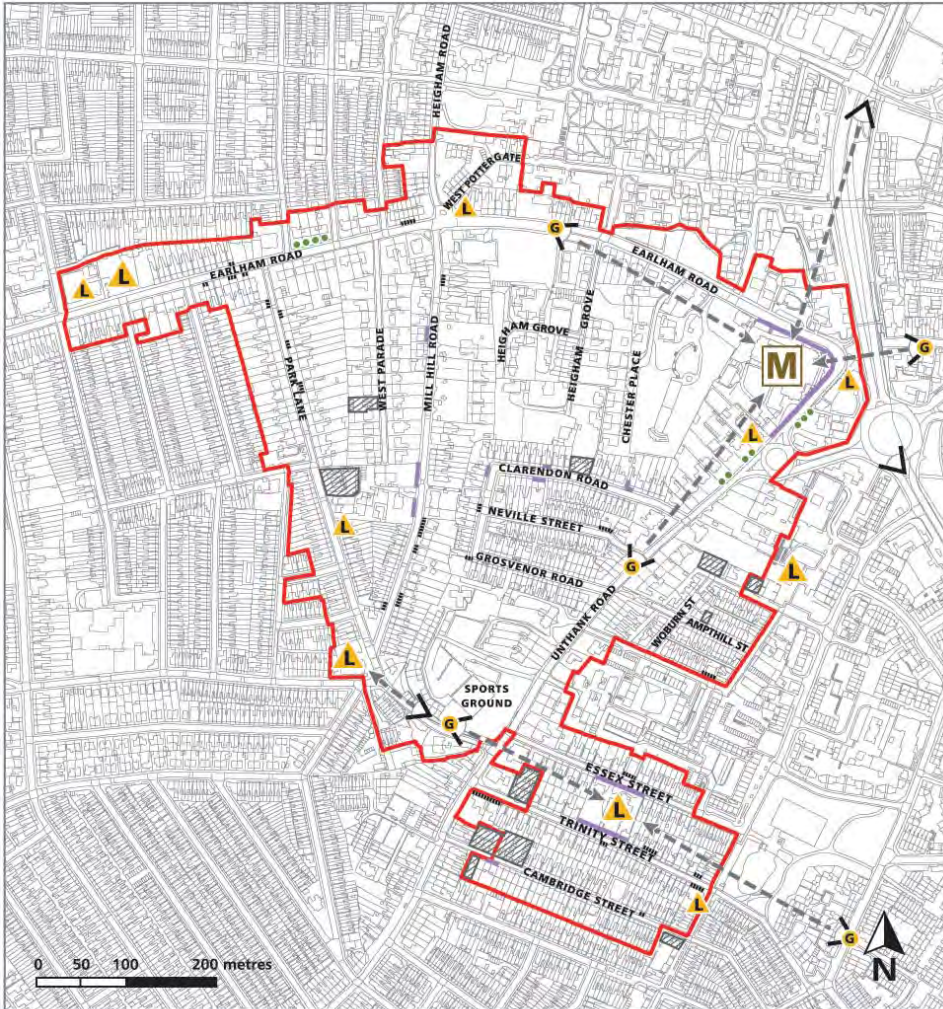 HEIGHAM ROAD
WEST POTTERGATE
L
G
EARLHAM ROAD
L
L
EARLHAM ROAD
HEIGHAM GROVE
HEIGHAM GROVE
M
G
L
PARK LANE
WEST PARADE
MILL HILL ROAD
CHESTER PLACE
L
CLARENDON ROAD
NEVILLE STREET
L
GROSVENOR ROAD
G
L
UNTHANK ROAD
WOBURN ST
AMPTHILL ST
L
SPORTS
GROUND
G
ESSEX STREET
L
TRINITY STREET
CAMBRIDGE STREET
L
G
N
0 50 100 200 metres